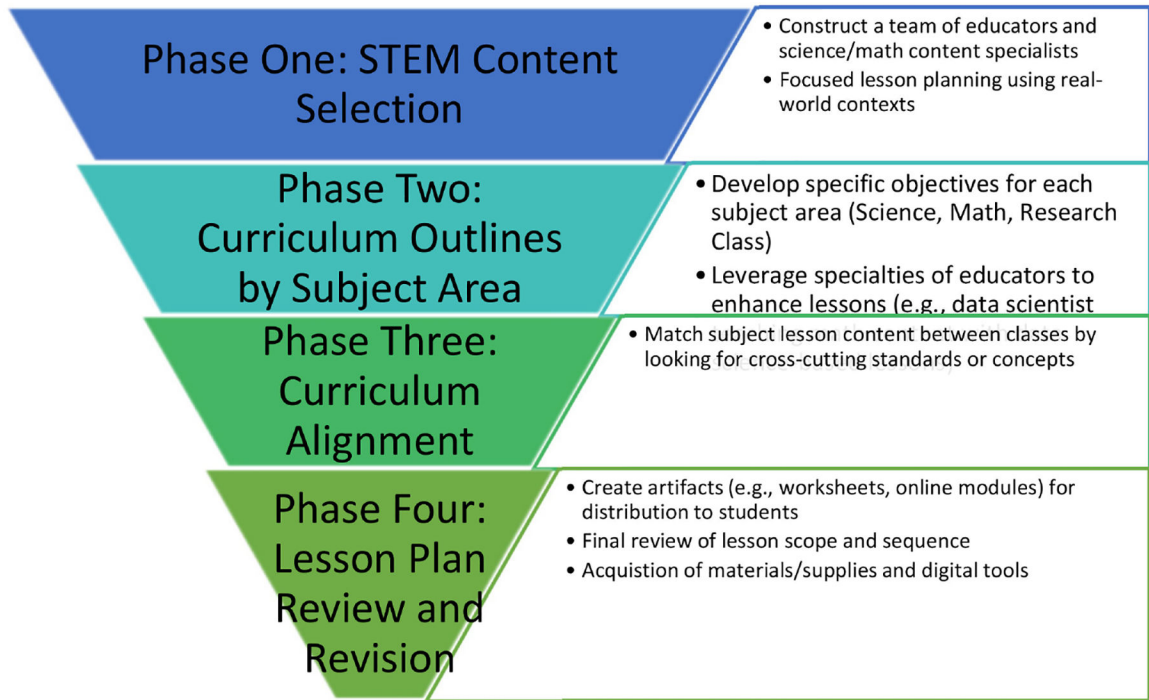 Phase One: STEM Content
Selection
• Construct a team of educators and
science/math content specialists
• Focused lesson planning using real-
world contexts
Phase Two:
Curriculum Outlines
by Subject Area
• Develop specific objectives for each
subject area (Science, Math, Research
Class)
• Leverage specialties of educators to
enhance lessons (e.g., data scientist
Phase Three:
Curriculum
Alignment
• Match subject lesson content between classes by
looking for cross-cutting standards or concepts
Phase Four:
Lesson Plan
Review and
Revision
• Create artifacts (e.g., worksheets, online modules) for
distribution to students
• Final review of lesson scope and sequence
• Acquistion of materials/supplies and digital tools